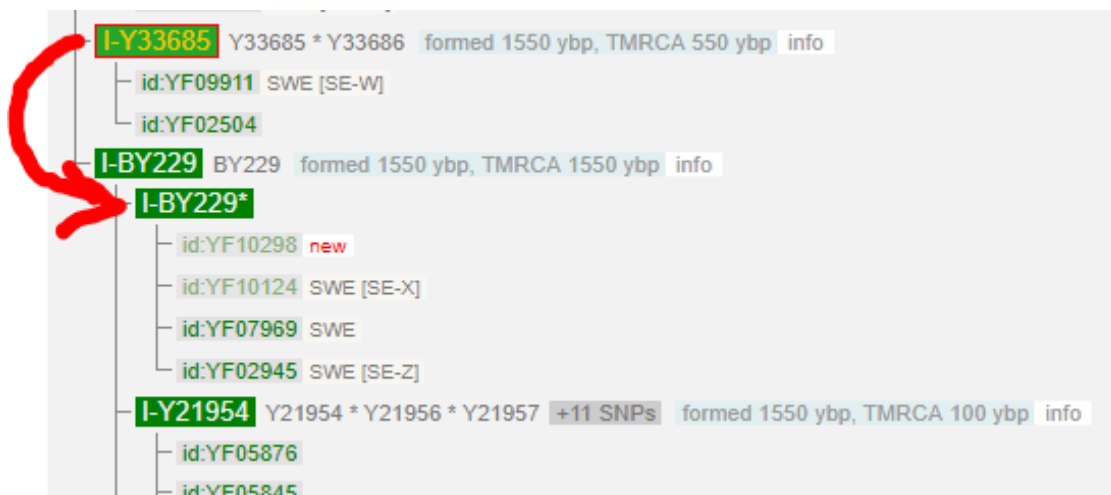 I-Y33685 Y33685 * Y33686 formed 1550 ybp, TMRCA 550 ybp info
id:YF09911 SWE [SE-W]
id:YF02504
I-BY229 BY229 formed 1550 ybp, TMRCA 1550 ybp info
I-BY229*
id:YF10298 new
id:YF10124 SWE [SE-X]
id:YF07969 SWE
id:YF02945 SWE [SE-Z]
I-Y21954 Y21954 * Y21956 * Y21957 +11 SNPs formed 1550 ybp, TMRCA 100 ybp info
id:YF05876
id:YF05845